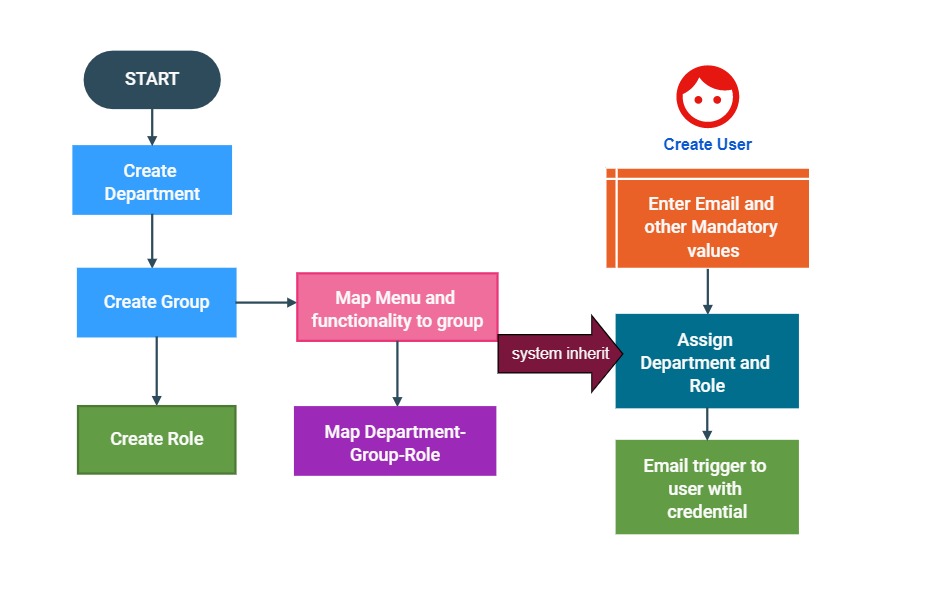 START
Create
Department
Create Group
Create Role
Map Menu and
functionality to group
Map Department-
Group-Role
system inherit
Create User
Enter Email and
other Mandatory
values
Assign
Department and
Role
Email trigger to
user with
credential